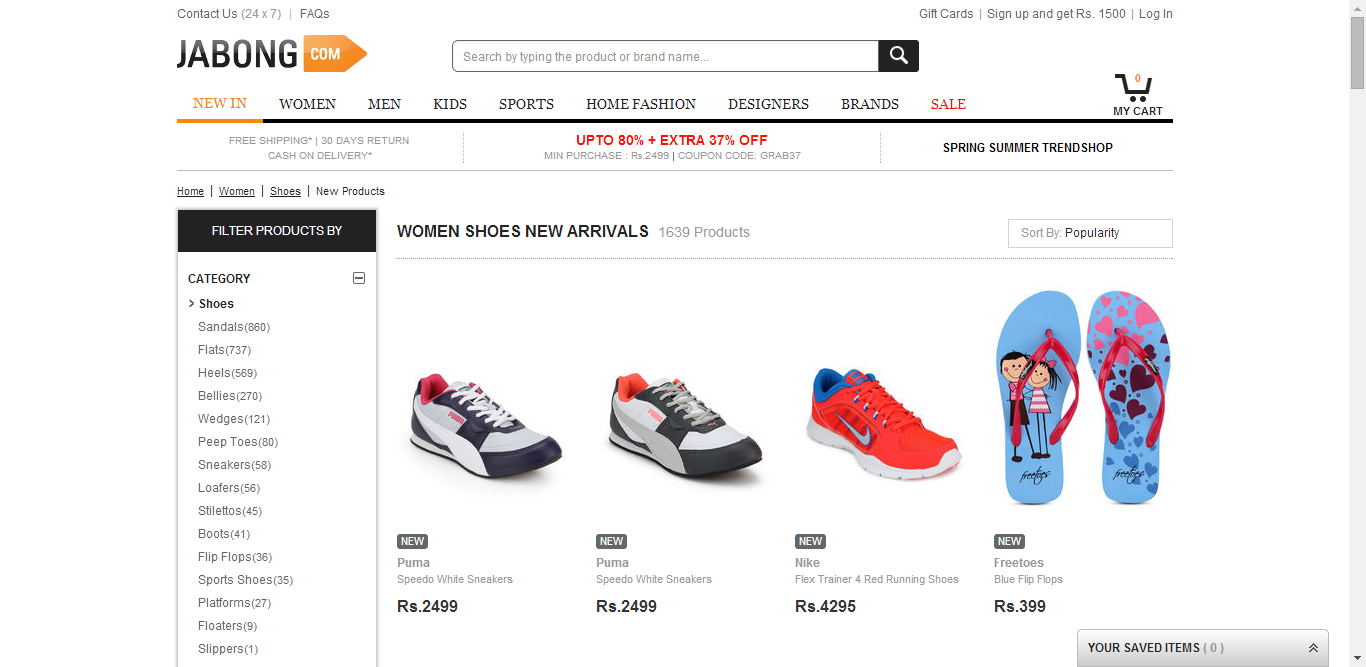 Contact Us (24 x 7) | FAQs
Gift Cards | Sign up and get Rs. 1500 | Log In
JABONG COM
Search by typing the product or brand name...
0
MY CART
NEW IN WOMEN MEN KIDS SPORTS HOME FASHION DESIGNERS BRANDS SALE
FREE SHIPPING* | 30 DAYS RETURN
CASH ON DELIVERY*
UPTO 80% + EXTRA 37% OFF
MIN PURCHASE : Rs.2499 | COUPON CODE: GRAB37
SPRING SUMMER TRENDSHOP
Home | Women | Shoes | New Products
FILTER PRODUCTS BY
CATEGORY
> Shoes
Sandals(860)
Flats(737)
Heels(569)
Bellies(270)
Wedges(121)
Peep Toes(80)
Sneakers(58)
Loafers(56)
Stilettos(45)
Boots(41)
Flip Flops(36)
Sports Shoes(35)
Platforms(27)
Floaters(9)
Slippers(1)
WOMEN SHOES NEW ARRIVALS 1639 Products
Sort By: Popularity
PUMA
PUMA
freetoes
freetoes
NEW
Puma
Speedo White Sneakers
Rs.2499
NEW
Puma
Speedo White Sneakers
Rs.2499
NEW
Nike
Flex Trainer 4 Red Running Shoes
Rs.4295
NEW
Freetoes
Blue Flip Flops
Rs.399
YOUR SAVED ITEMS ( 0 )